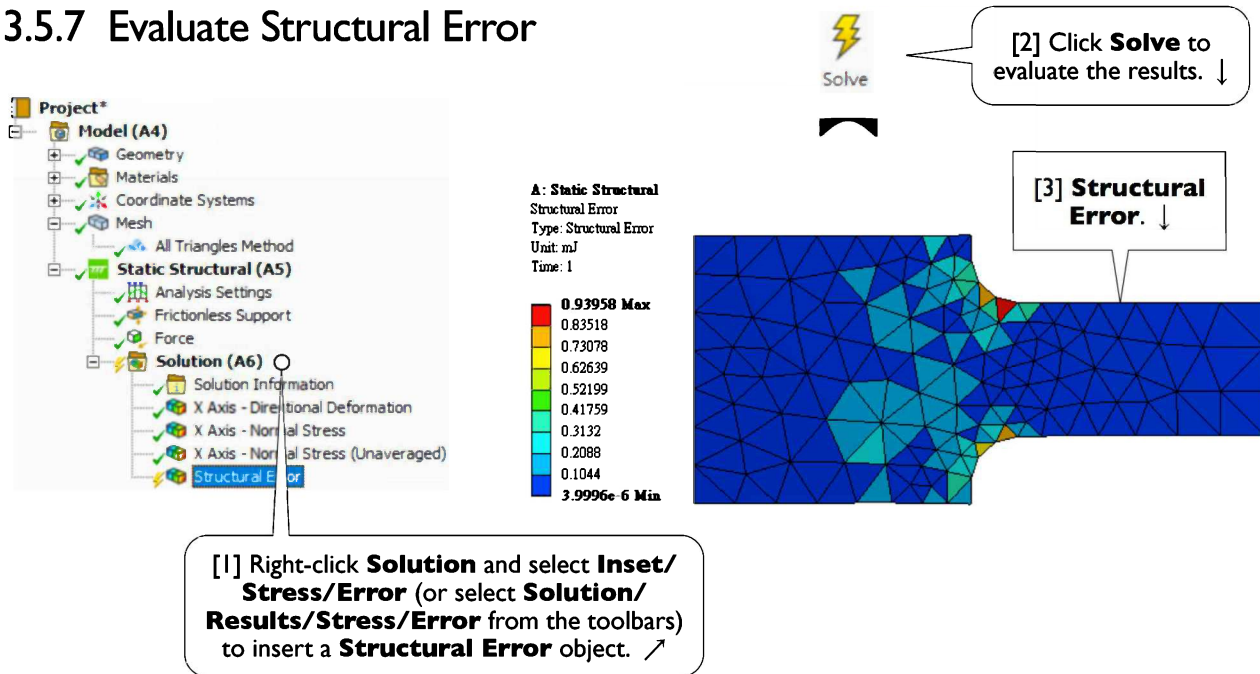 3.5.7 Evaluate Structural Error
Solve
[2] Click Solve to
evaluate the results. ↓
Project*
Model (A4)
Geometry
Materials
Coordinate Systems
Mesh
All Triangles Method
Static Structural (A5)
Analysis Settings
Frictionless Support
Force
Solution (A6)
Solution Information
X Axis - Directional Deformation
X Axis - Normal Stress
X Axis - Normal Stress (Unaveraged)
Structural Error
A: Static Structural
Structural Error
Type: Structural Error
Unit: mJ
Time: 1
0.93958 Max
0.83518
0.73078
0.62639
0.52199
0.41759
0.3132
0.2088
0.1044
3.9996e-6 Min
[3] Structural
Error. ↓
[1] Right-click Solution and select Inset/
Stress/Error (or select Solution/
Results/Stress/Error from the toolbars)
to insert a Structural Error object. ↗